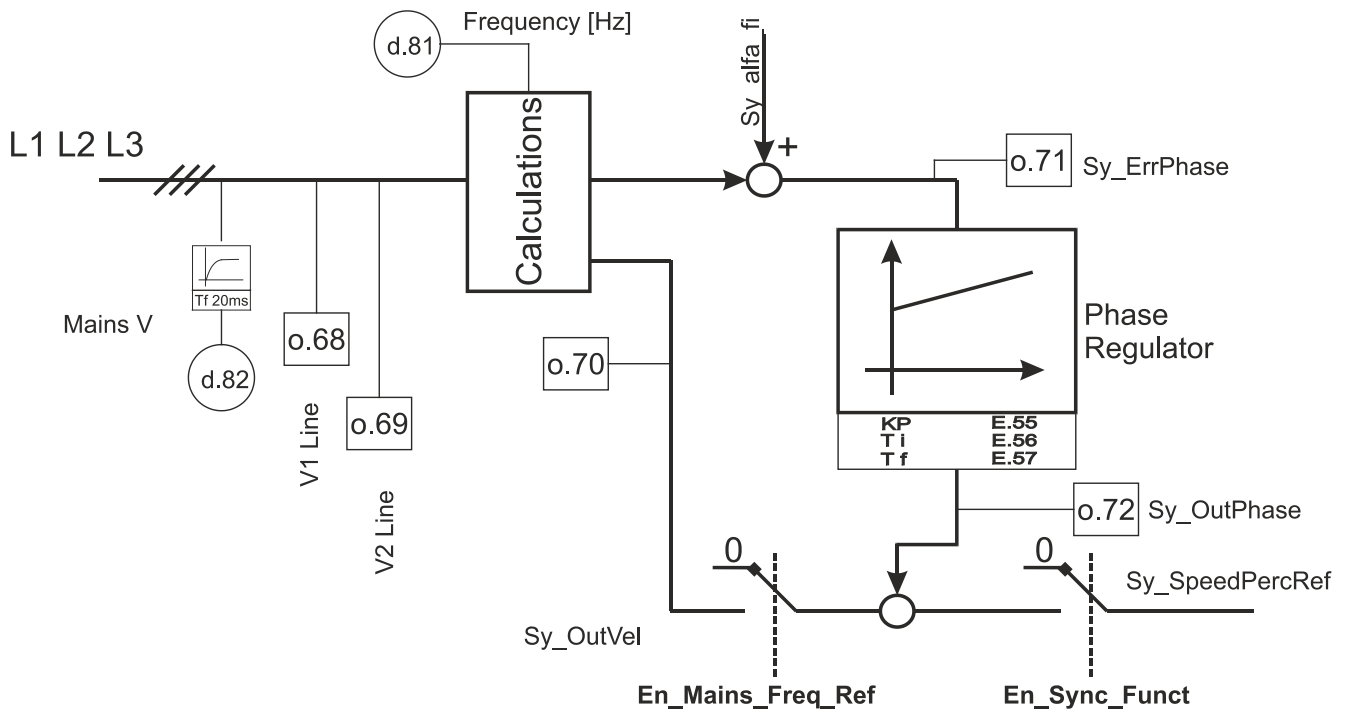 Frequency [Hz]
d.81
Sy_alfa_fi
L1 L2 L3
Calculations
+
o.71
Sy_ErrPhase
Tf 20ms
Mains V
d.82
o.68
V1 Line
o.69
V2 Line
o.70
Phase
Regulator
KP E.55
Ti E.56
Tf E.57
o.72
Sy_OutPhase
0
0
Sy_SpeedPercRef
Sy_OutVel
En_Mains_Freq_Ref
En_Sync_Funct